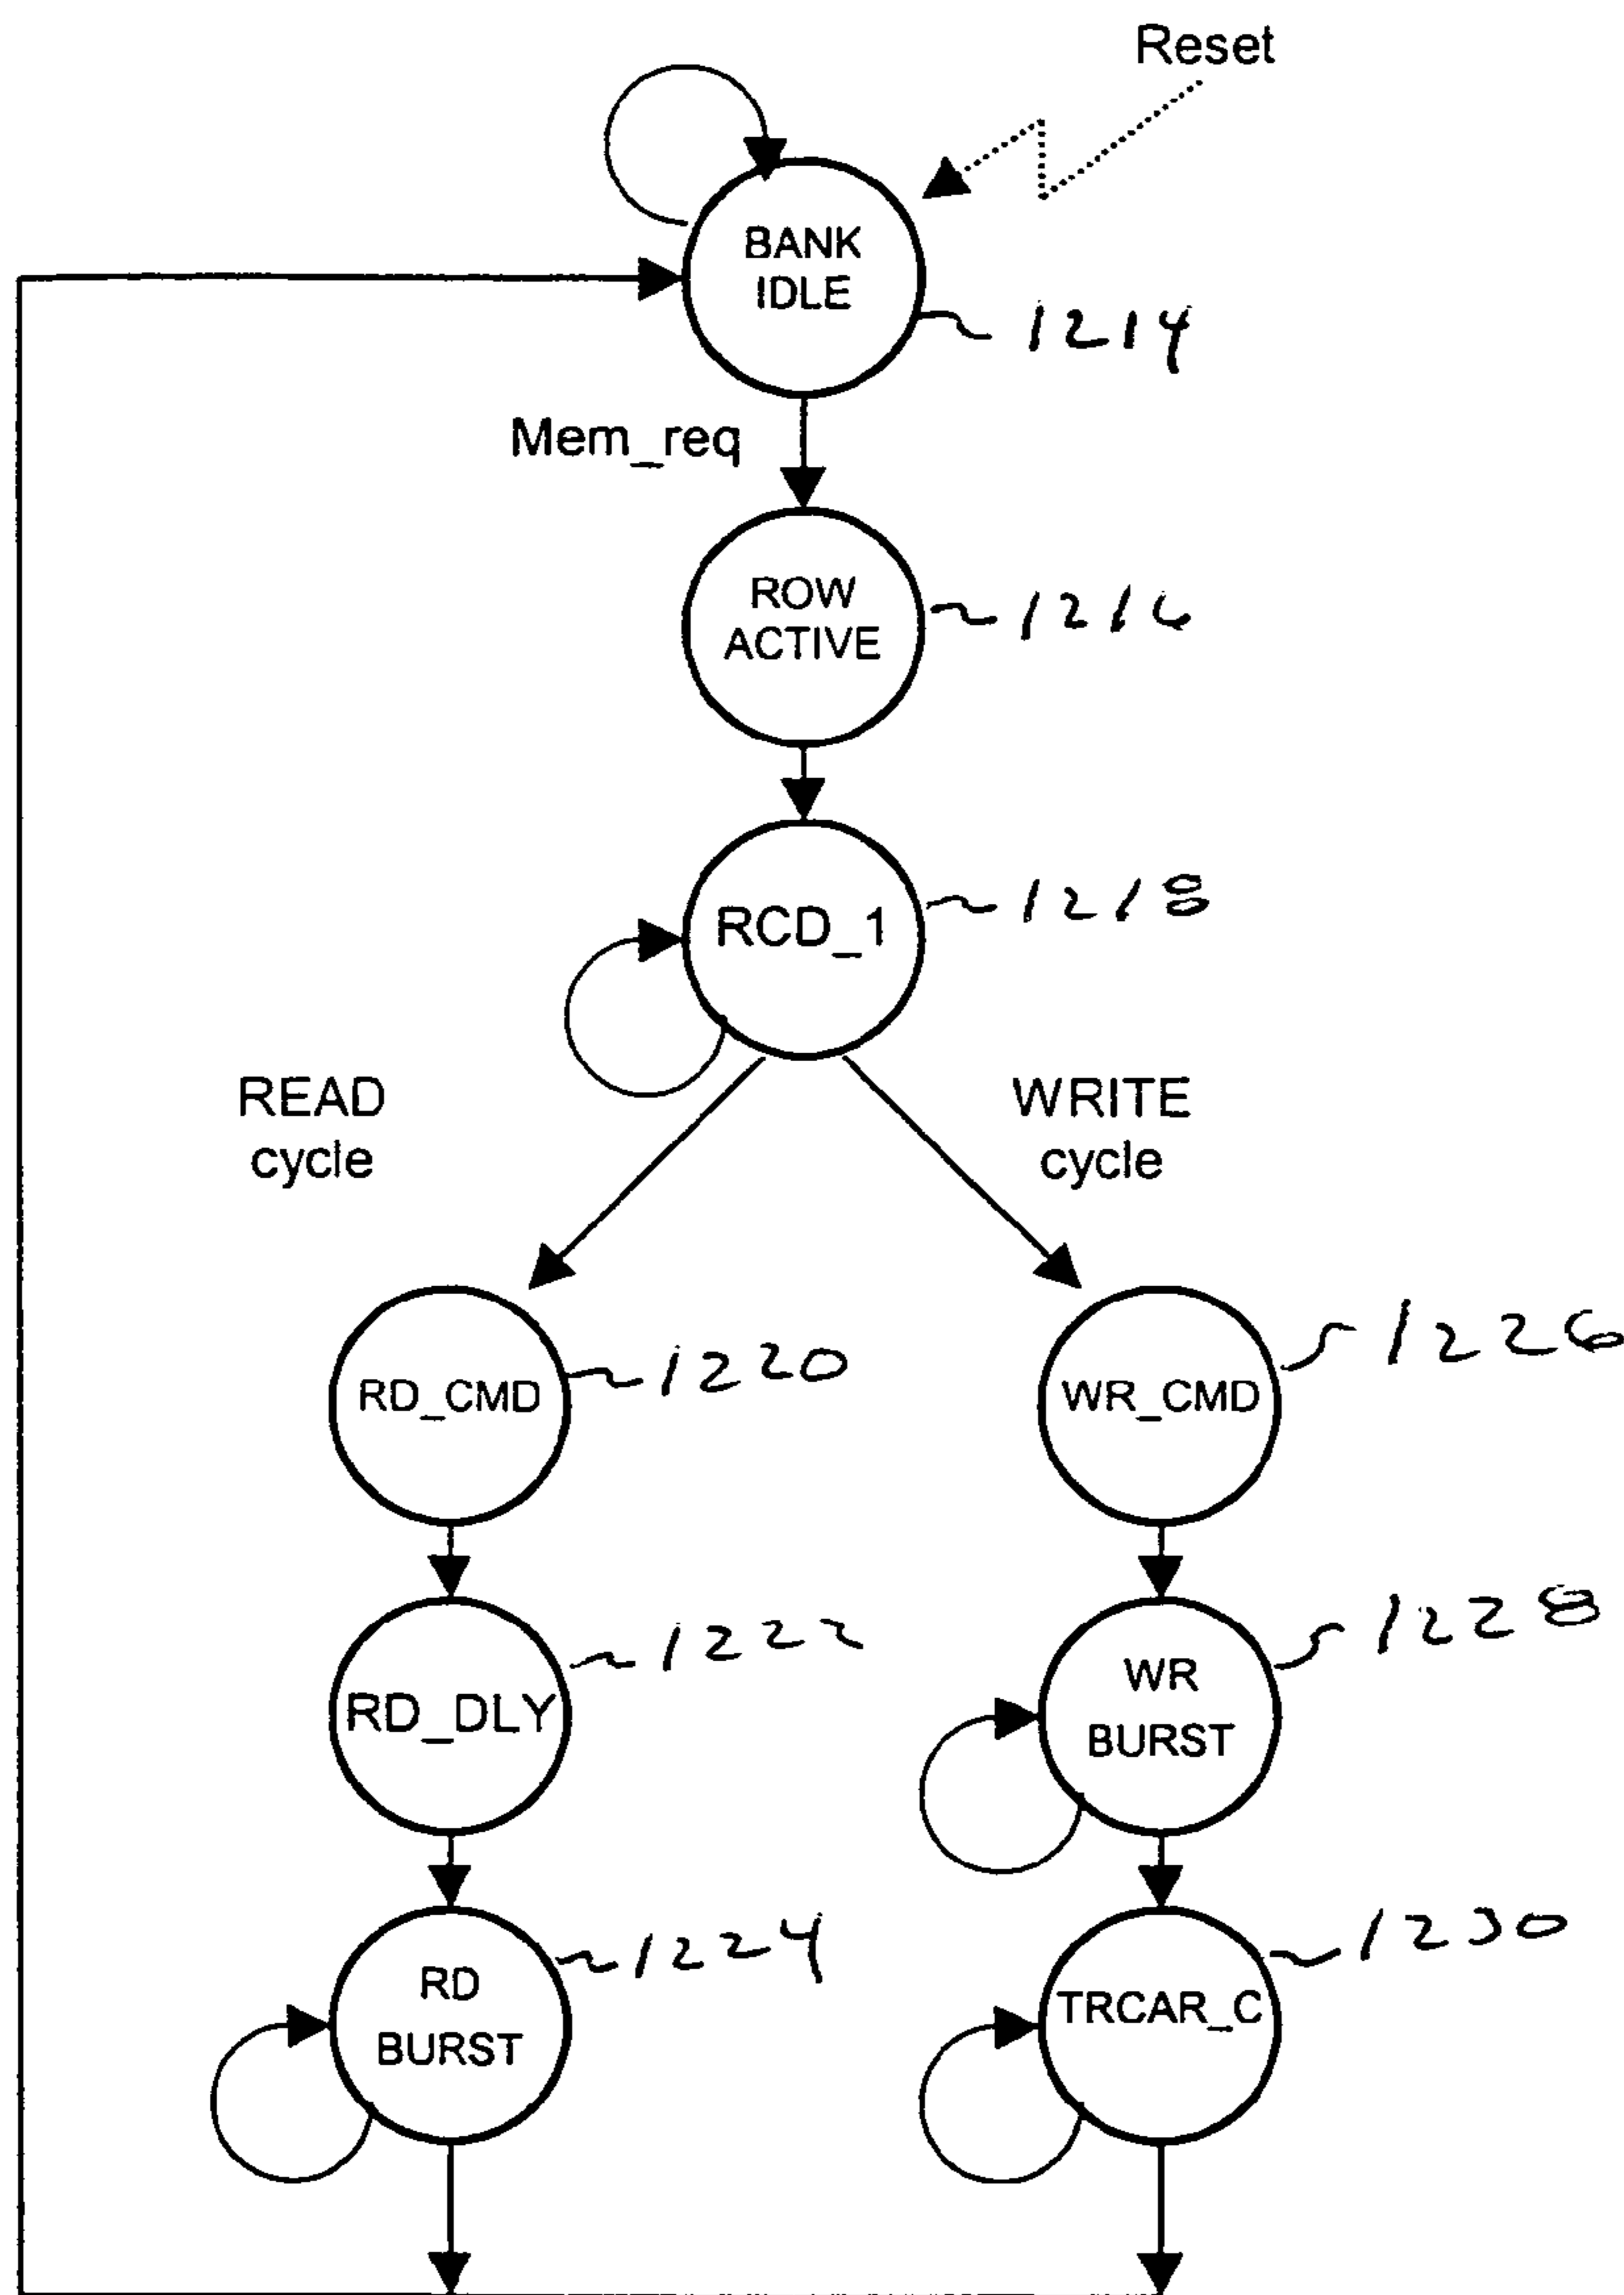 Reset
BANK
IDLE
1214
Mem_req
ROW
ACTIVE
1216
RCD_1
1218
READ
cycle
WRITE
cycle
RD_CMD
1220
WR_CMD
1226
RD_DLY
1222
WR
BURST
1228
RD
BURST
1224
TRCAR_C
1230